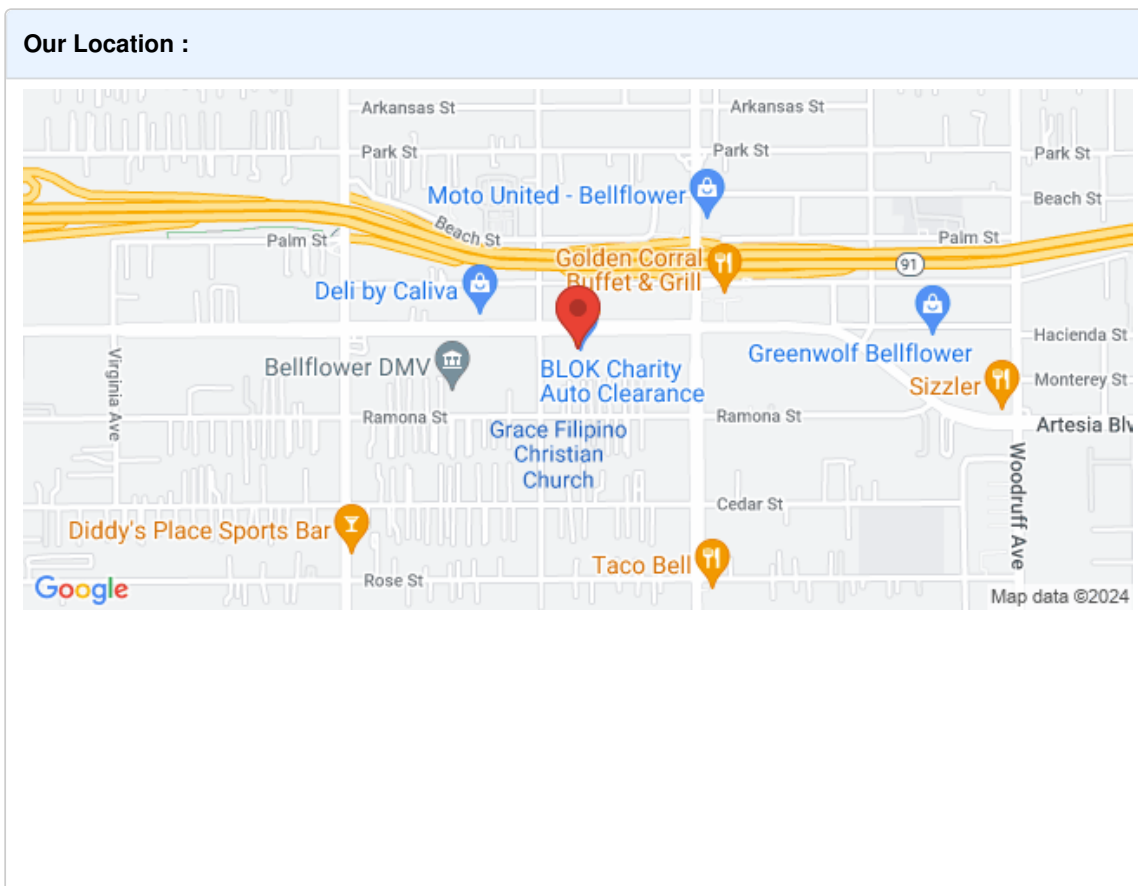 Our Location :
Arkansas St
Arkansas St
Park St
Park St
Park St
Moto United - Bellflower
Beach St
Beach St
Palm St
Palm St
Golden Corral
Buffet & Grill
91
Deli by Caliva
Hacienda St
Virginia Ave
Bellflower DMV
BLOK Charity
Auto Clearance
Greenwolf Bellflower
Sizzler
Monterey St
Ramona St
Ramona St
Artesia Blv
Grace Filipino
Christian
Church
Woodruff Ave
Cedar St
Diddy's Place Sports Bar
Taco Bell
Rose St
Google
Map data ©2024